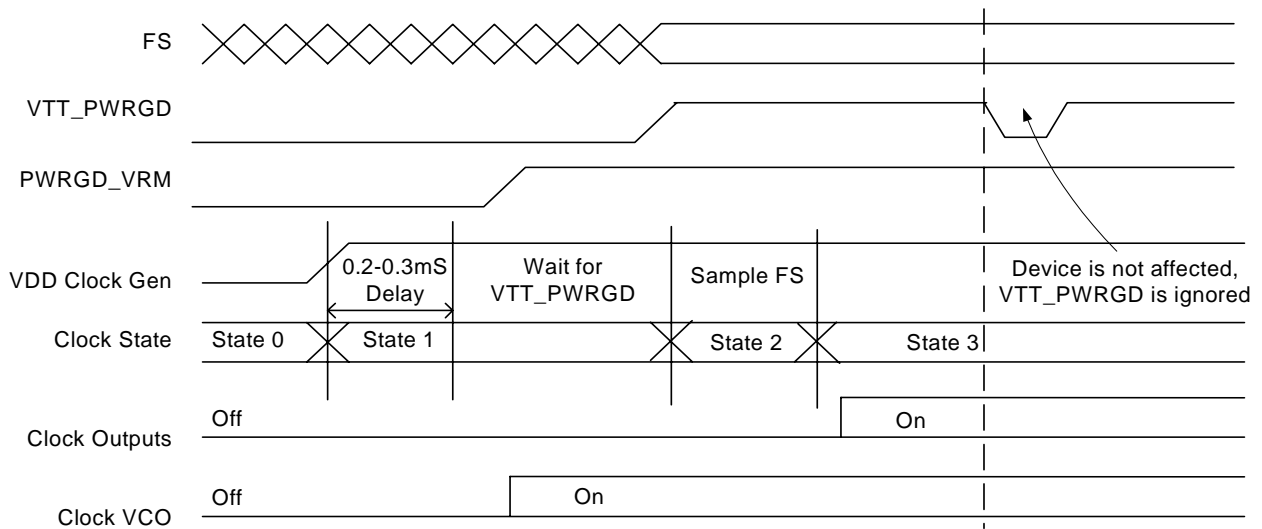 FS
VTT_PWRGD
PWRGD_VRM
VDD Clock Gen
0.2-0.3mS
Delay
Wait for
VTT_PWRGD
Sample FS
Device is not affected,
VTT_PWRGD is ignored
Clock State
State 0
State 1
State 2
State 3
Clock Outputs
Off
On
Clock VCO
Off
On